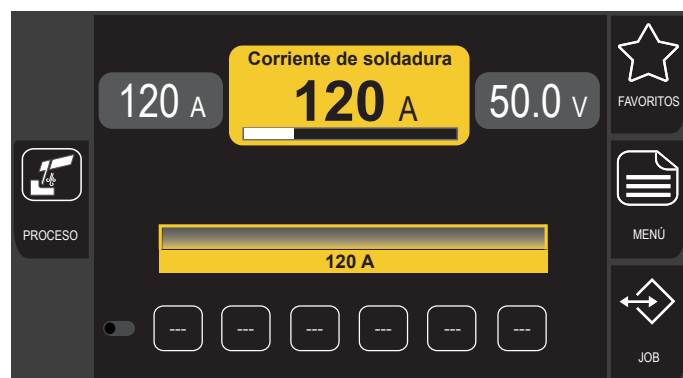 Corriente de soldadura
120 A
120 A
50.0 V
FAVORITOS
PROCESO
MENÚ
120 A
--- --- --- --- --- ---
JOB